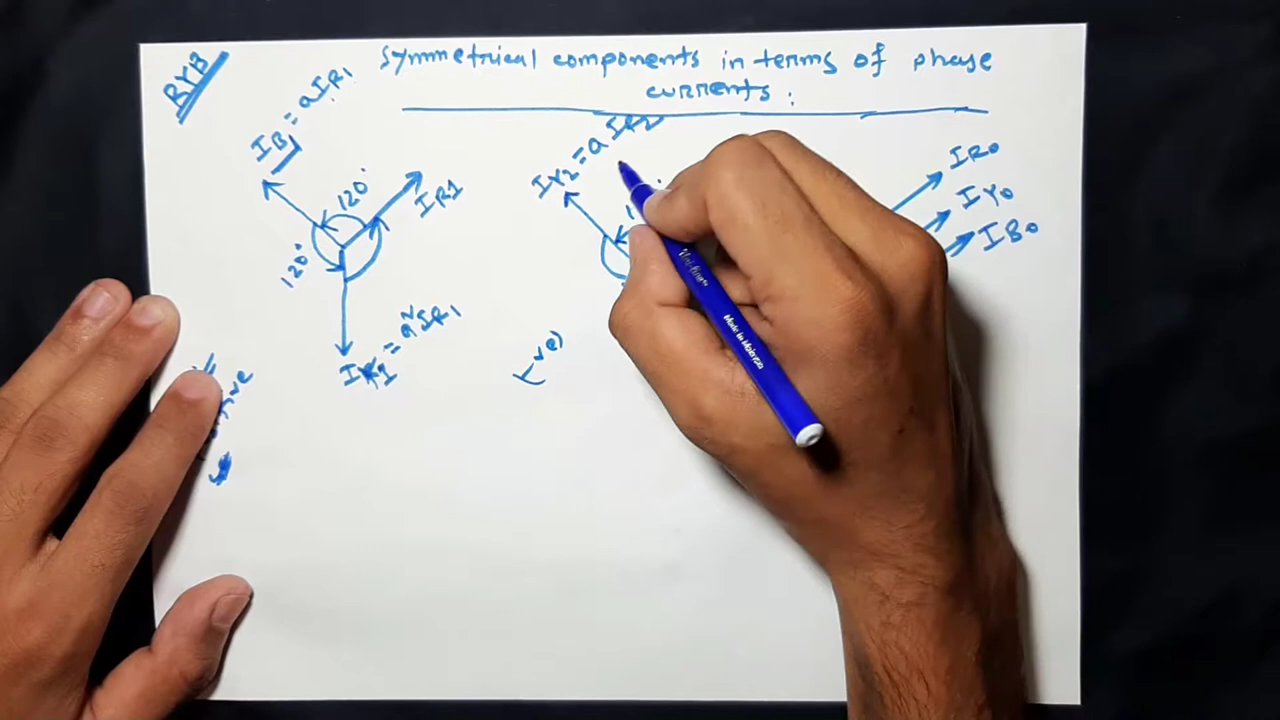 RYB
Symmetrical components in terms of phase
currents :
IB1 = aIR1
120°
IR1
120°
IY1 = a²IR1
IY2 = a IR2
(-ve)
IR0
IY0
IB0
Made in Malaysia